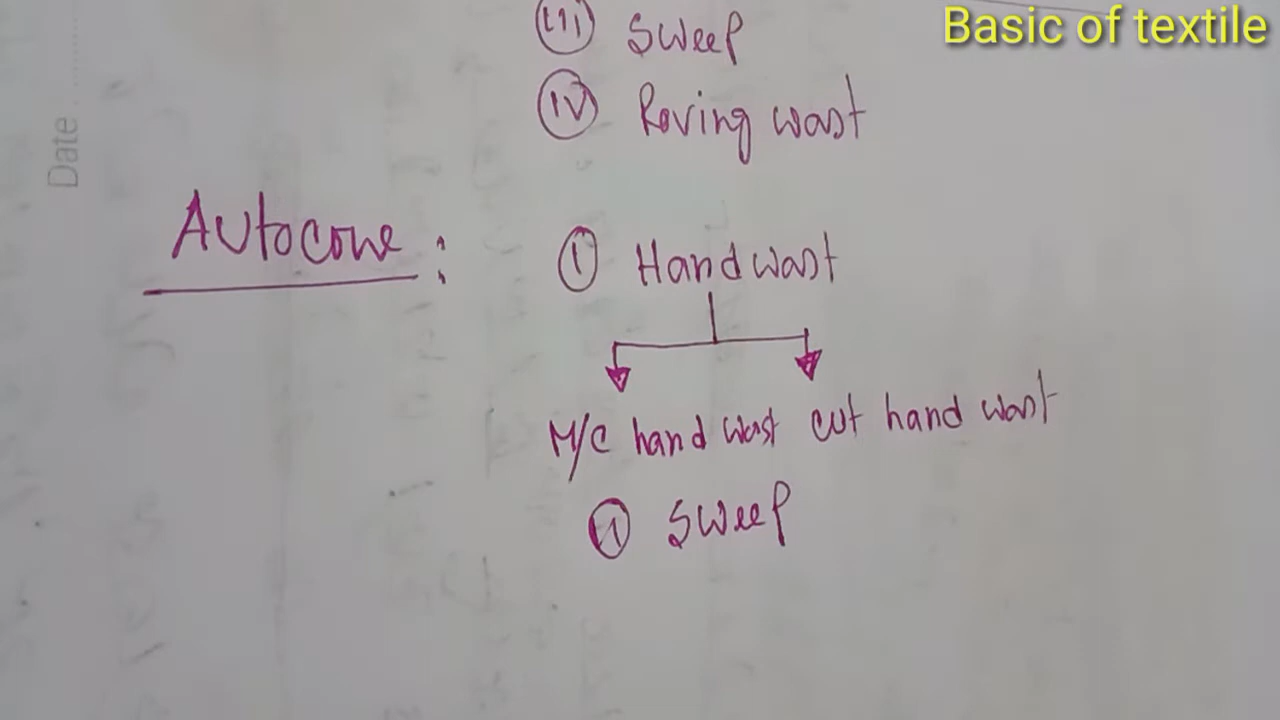 Basic of textile
(iii) Sweep
(iv) Roving wast
Date ..........
Autocone :
(i) Hand wast
M/C hand wast cut hand wast
(ii) Sweep